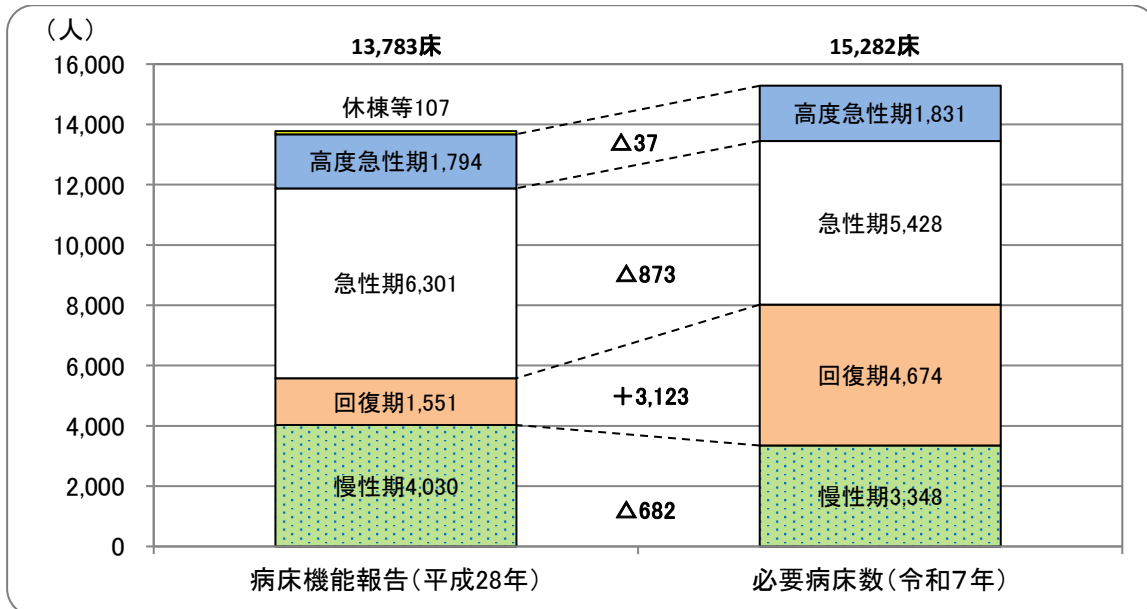 (人)
13,783床
15,282床
16,000
14,000
12,000
10,000
8,000
6,000
4,000
2,000
0
休棟等107
高度急性期1,794
急性期6,301
回復期1,551
慢性期4,030
△37
△873
＋3,123
△682
高度急性期1,831
急性期5,428
回復期4,674
慢性期3,348
病床機能報告(平成28年)
必要病床数(令和7年)